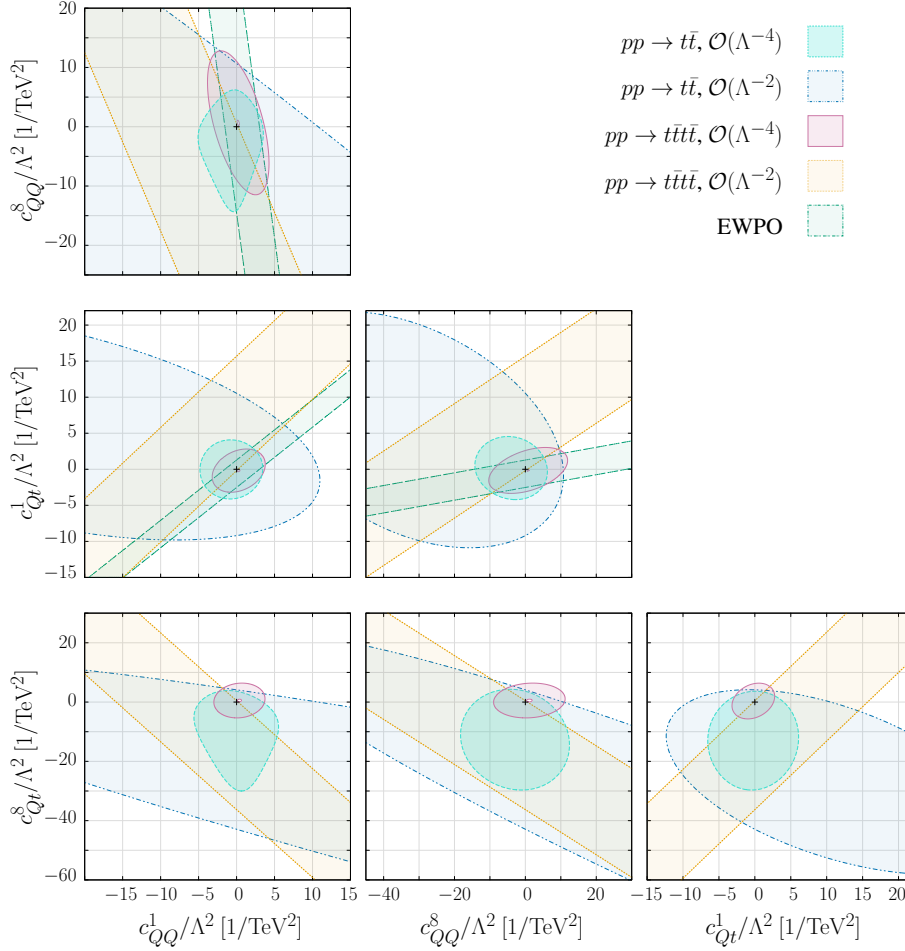 20
10
0
−10
−20
c⁸_QQ/Λ² [1/TeV²]
pp → tt̄, 𝒪(Λ⁻⁴)
pp → tt̄, 𝒪(Λ⁻²)
pp → tt̄tt̄, 𝒪(Λ⁻⁴)
pp → tt̄tt̄, 𝒪(Λ⁻²)
EWPO
20
15
10
5
0
−5
−10
−15
c¹_Qt/Λ² [1/TeV²]
20
0
−20
−40
−60
c⁸_Qt/Λ² [1/TeV²]
−15 −10 −5 0 5 10 15
−40 −20 0 20
−15 −10 −5 0 5 10 15 20
c¹_QQ/Λ² [1/TeV²]
c⁸_QQ/Λ² [1/TeV²]
c¹_Qt/Λ² [1/TeV²]